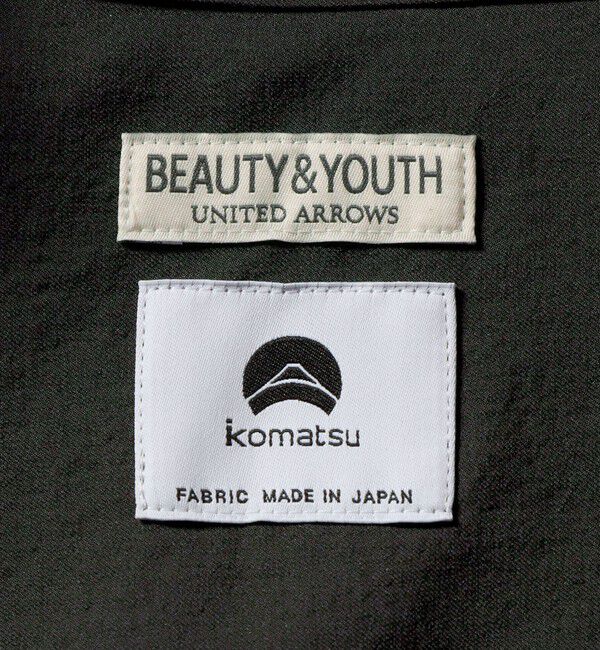 BEAUTY&YOUTH
UNITED ARROWS
komatsu
FABRIC MADE IN JAPAN